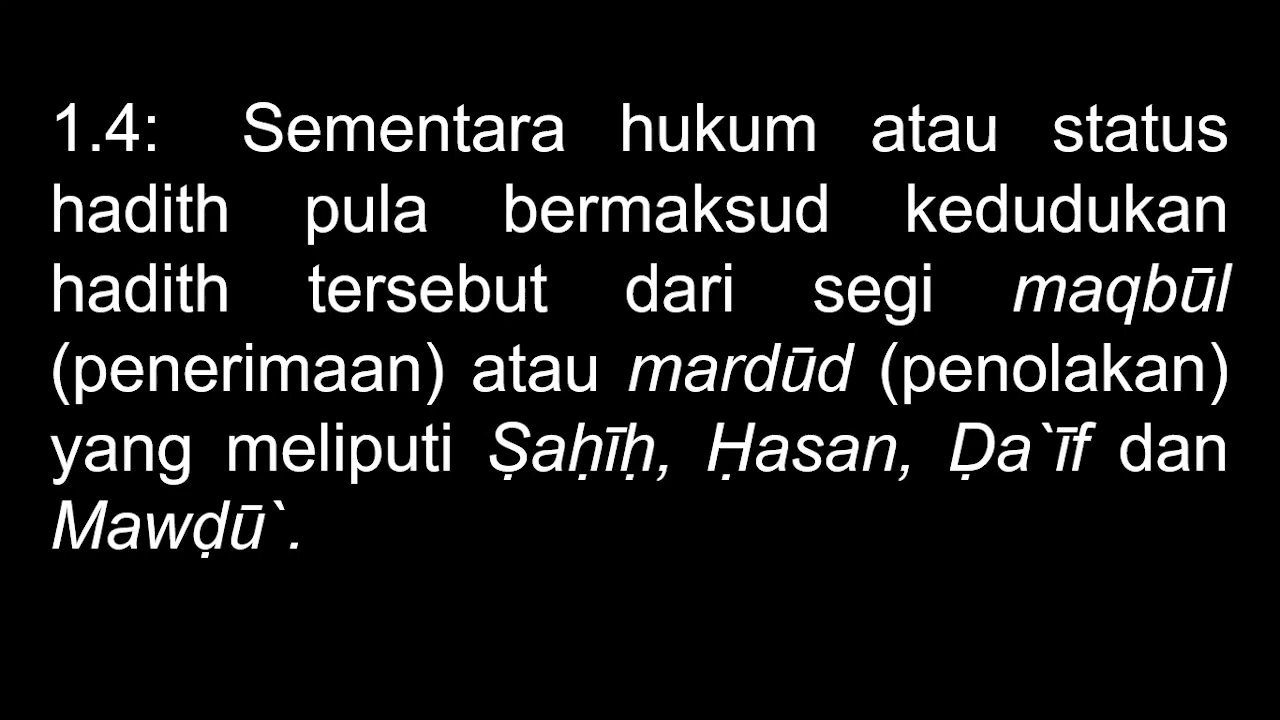 1.4: Sementara hukum atau status
hadith pula bermaksud kedudukan
hadith tersebut dari segi maqbūl
(penerimaan) atau mardūd (penolakan)
yang meliputi Ṣaḥīḥ, Ḥasan, Ḍa`īf dan
Mawḍū`.